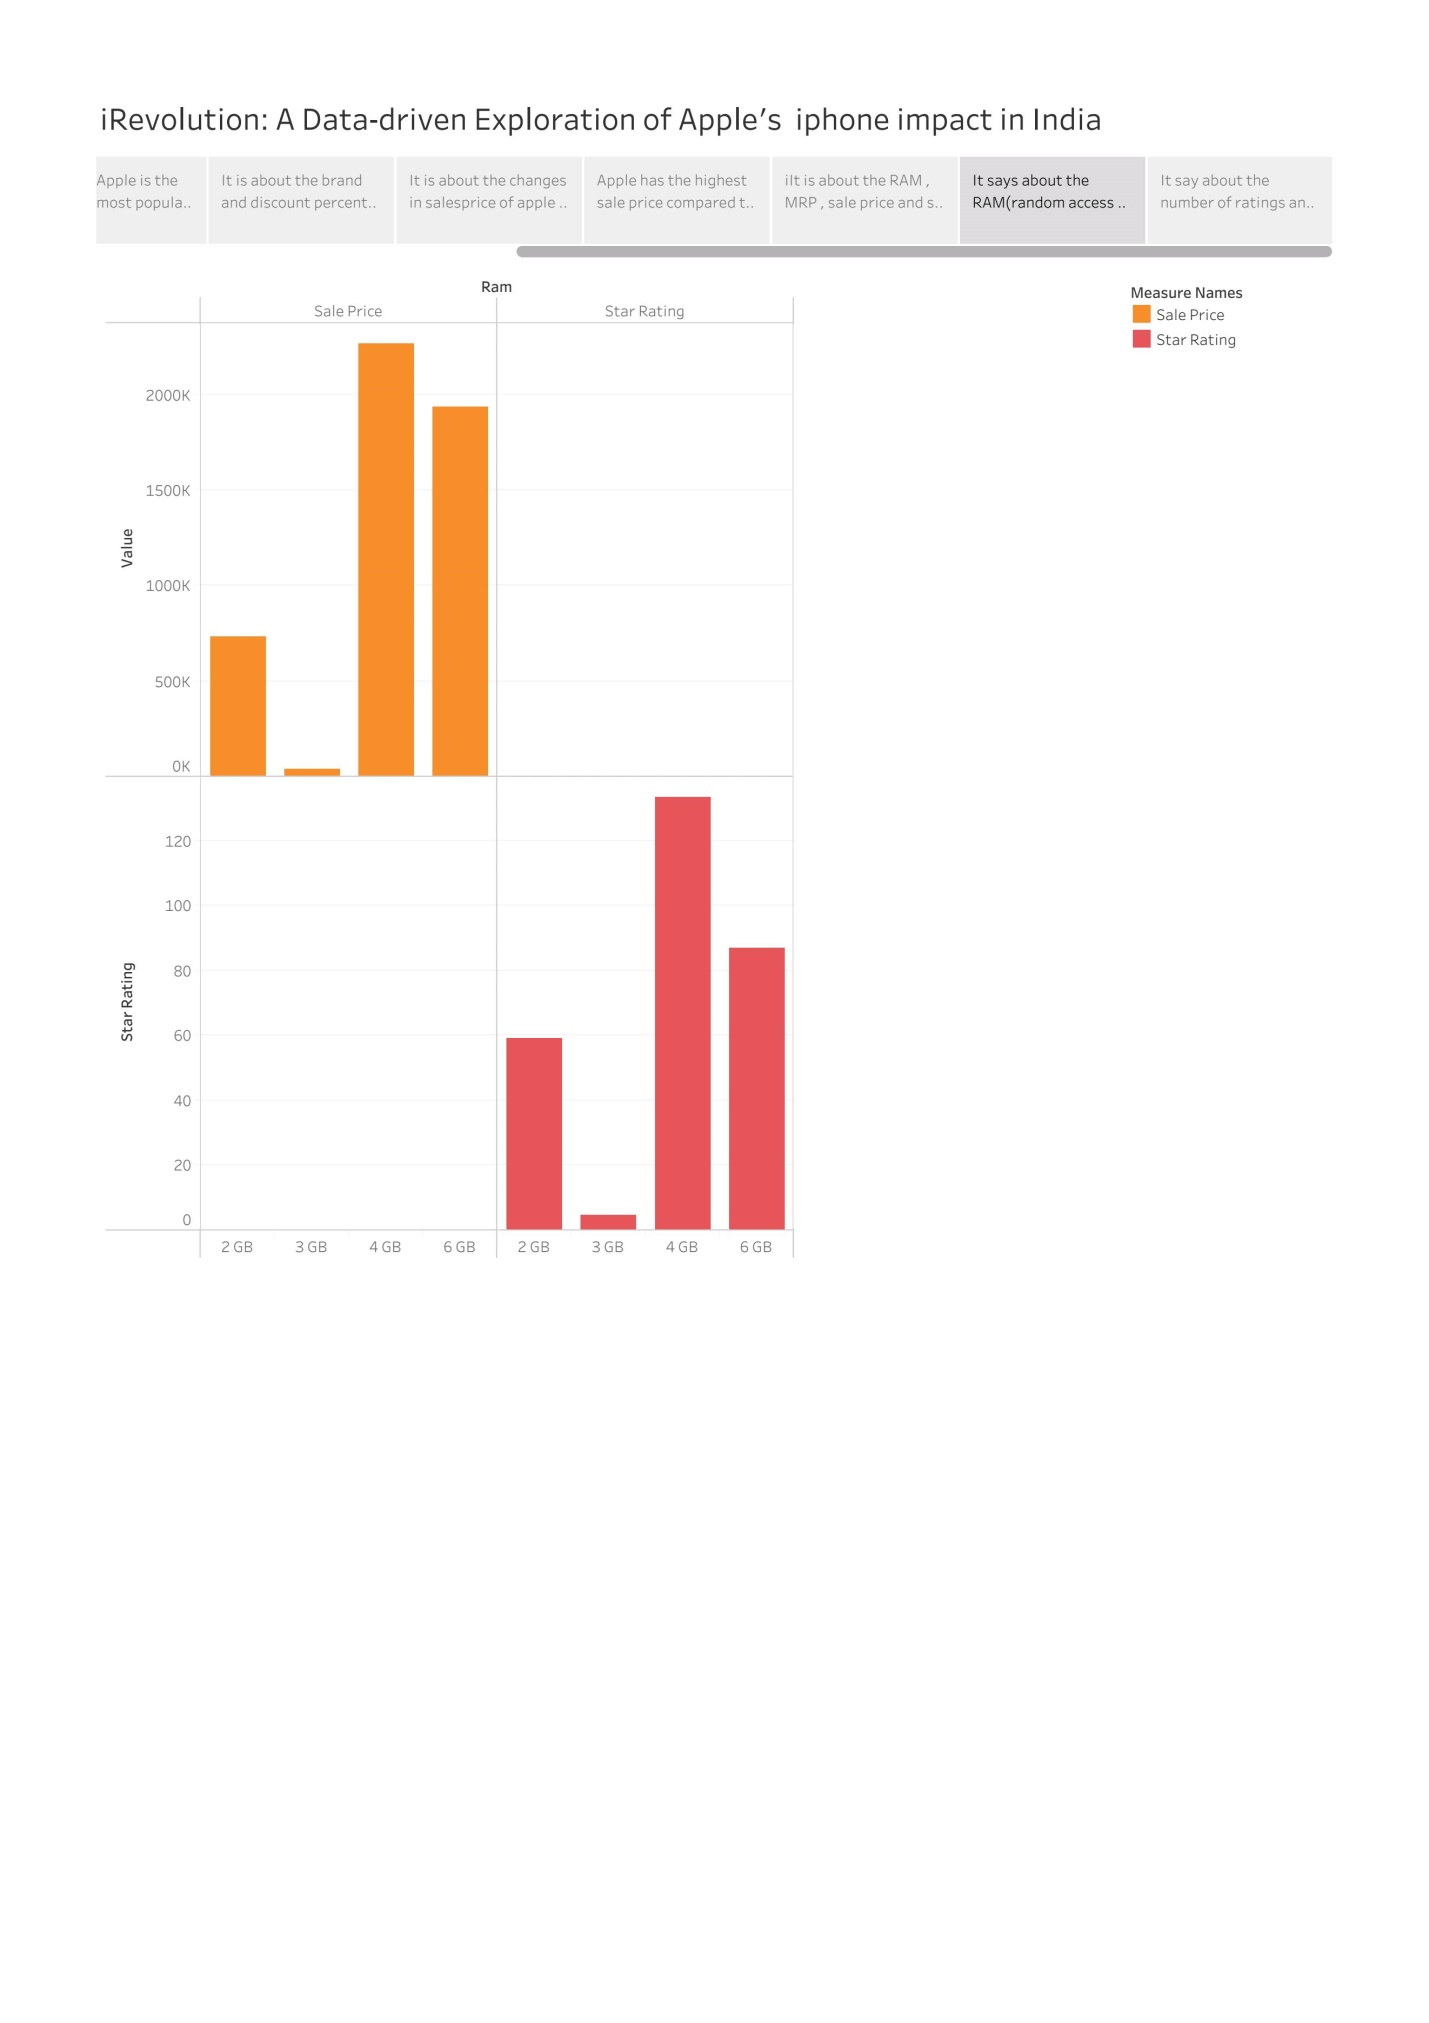 iRevolution: A Data-driven Exploration of Apple’s  iphone impact in India
Apple is the
most popula..
It is about the brand
and discount percent..
It is about the changes
in salesprice of apple ..
Apple has the highest
sale price compared t..
iIt is about the RAM ,
MRP , sale price and s..
It says about the
RAM(random access ..
It say about the
number of ratings an..
Ram
Sale Price
Star Rating
Measure Names
Sale Price
Star Rating
Value
2000K
1500K
1000K
500K
0K
Star Rating
120
100
80
60
40
20
0
2 GB 3 GB 4 GB 6 GB 2 GB 3 GB 4 GB 6 GB